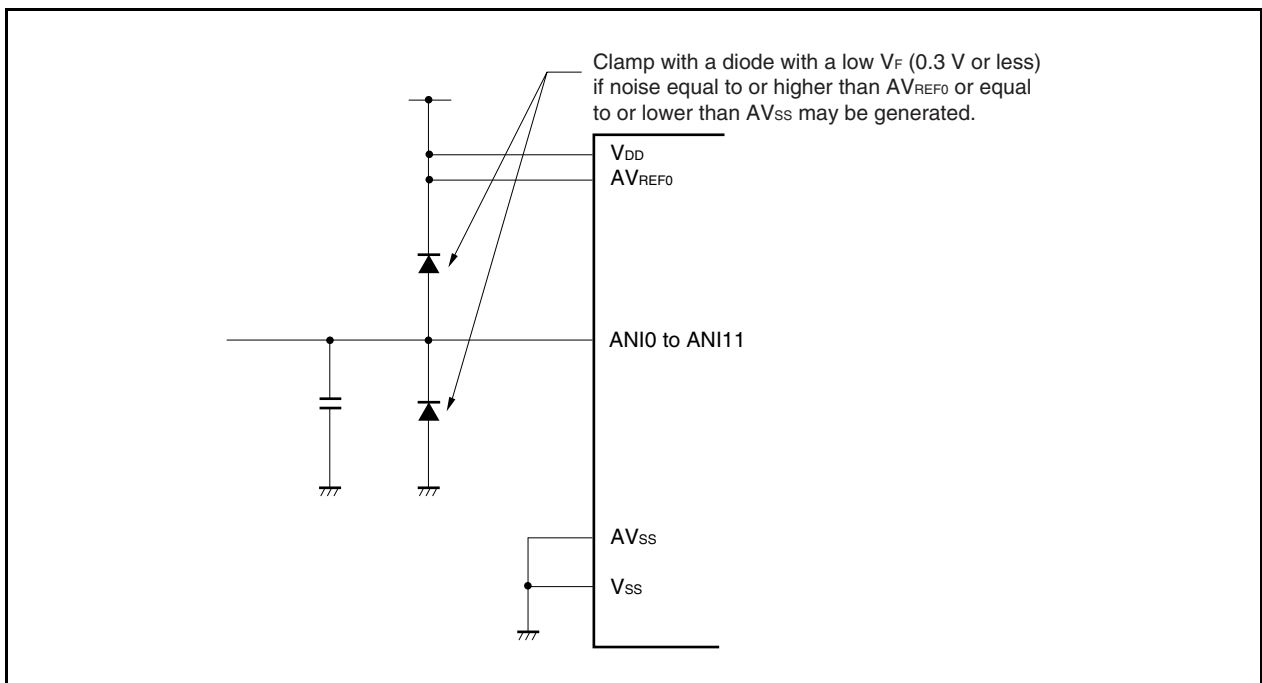 Clamp with a diode with a low VF (0.3 V or less)
if noise equal to or higher than AVREF0 or equal
to or lower than AVSS may be generated.
VDD
AVREF0
ANI0 to ANI11
AVSS
VSS